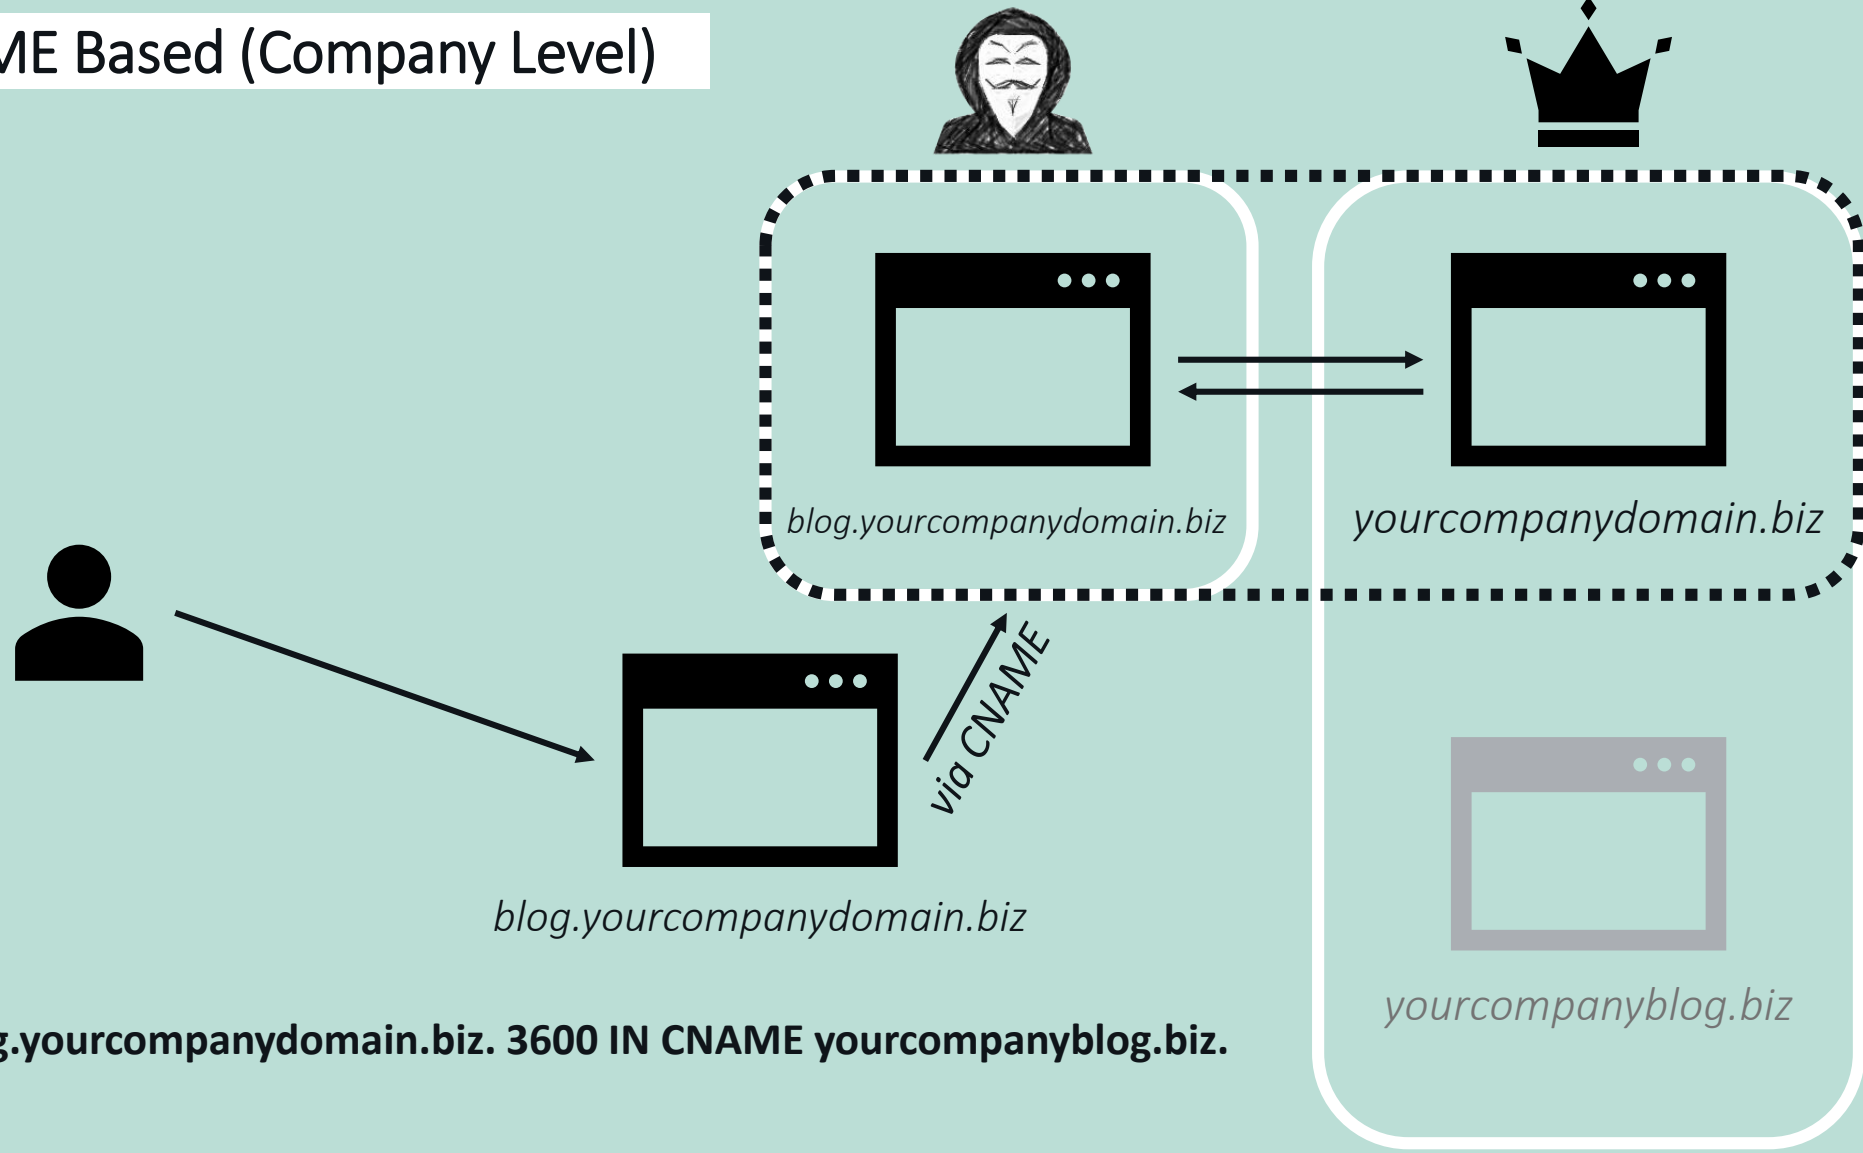 ME Based (Company Level)
blog.yourcompanydomain.biz
yourcompanydomain.biz
via CNAME
blog.yourcompanydomain.biz
yourcompanyblog.biz
g.yourcompanydomain.biz. 3600 IN CNAME yourcompanyblog.biz.